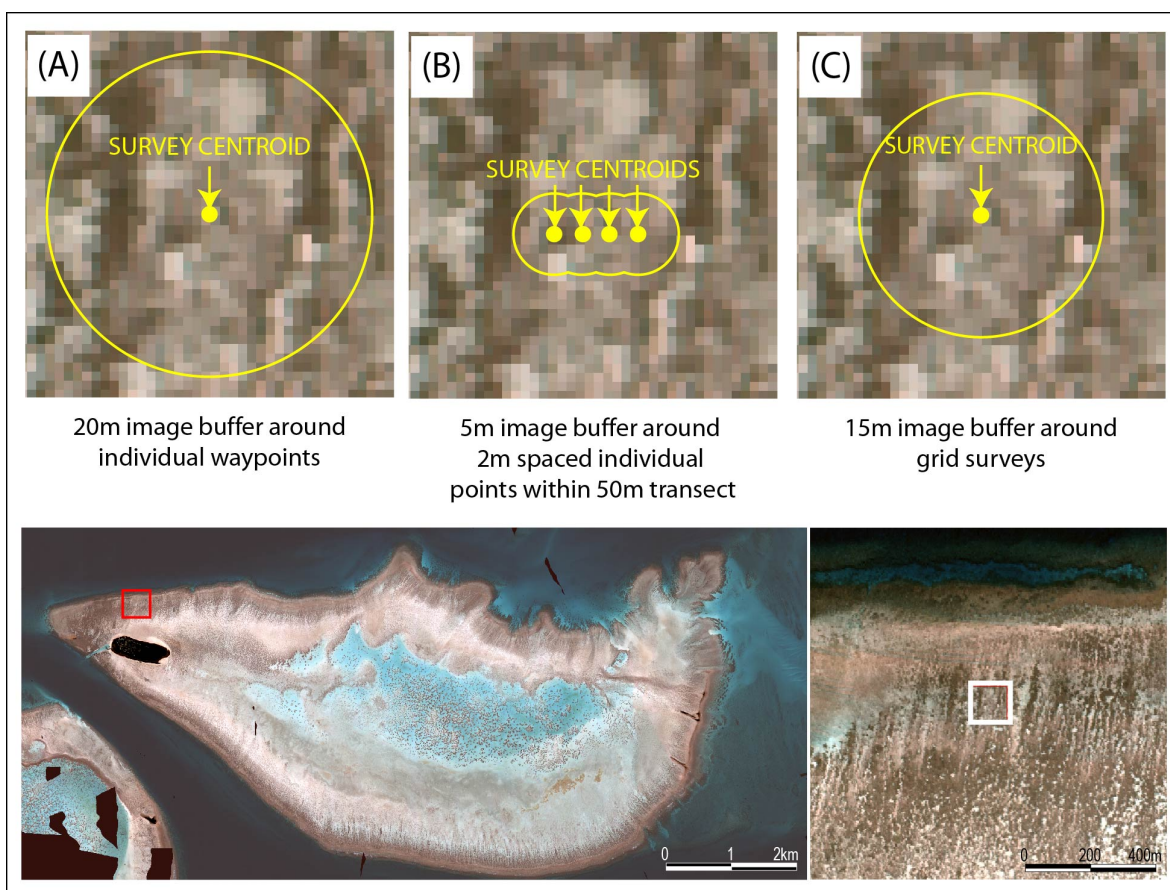 (A)
SURVEY CENTROID
(B)
SURVEY CENTROIDS
(C)
SURVEY CENTROID
20m image buffer around
individual waypoints
5m image buffer around
2m spaced individual
points within 50m transect
15m image buffer around
grid surveys
0 1 2km
0 200 400m